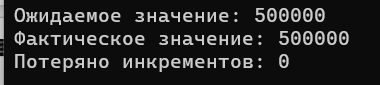 Ожидаемое значение: 500000
Фактическое значение: 500000
Потеряно инкрементов: 0